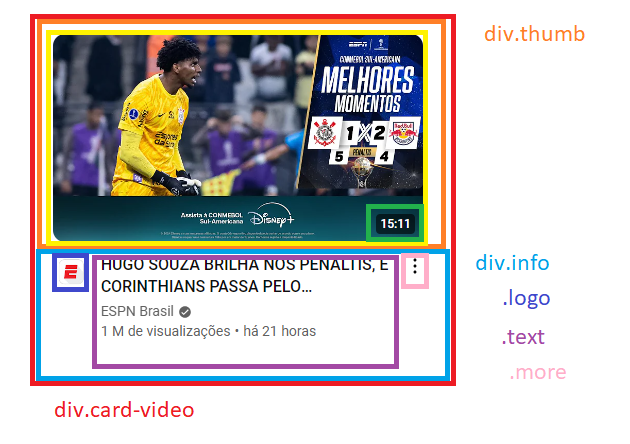 ESPN
CONMEBOL SUL-AMERICANA
MELHORES
MOMENTOS
1 X 2
Red Bull
5 PENALTIS 4
Assista à CONMEBOL
Sul-Americana
Disney+
15:11
HUGO SOUZA BRILHA NOS PÊNALTIS, E
CORINTHIANS PASSA PELO...
ESPN Brasil
1 M de visualizações • há 21 horas
div.thumb
div.info
.logo
.text
.more
div.card-video